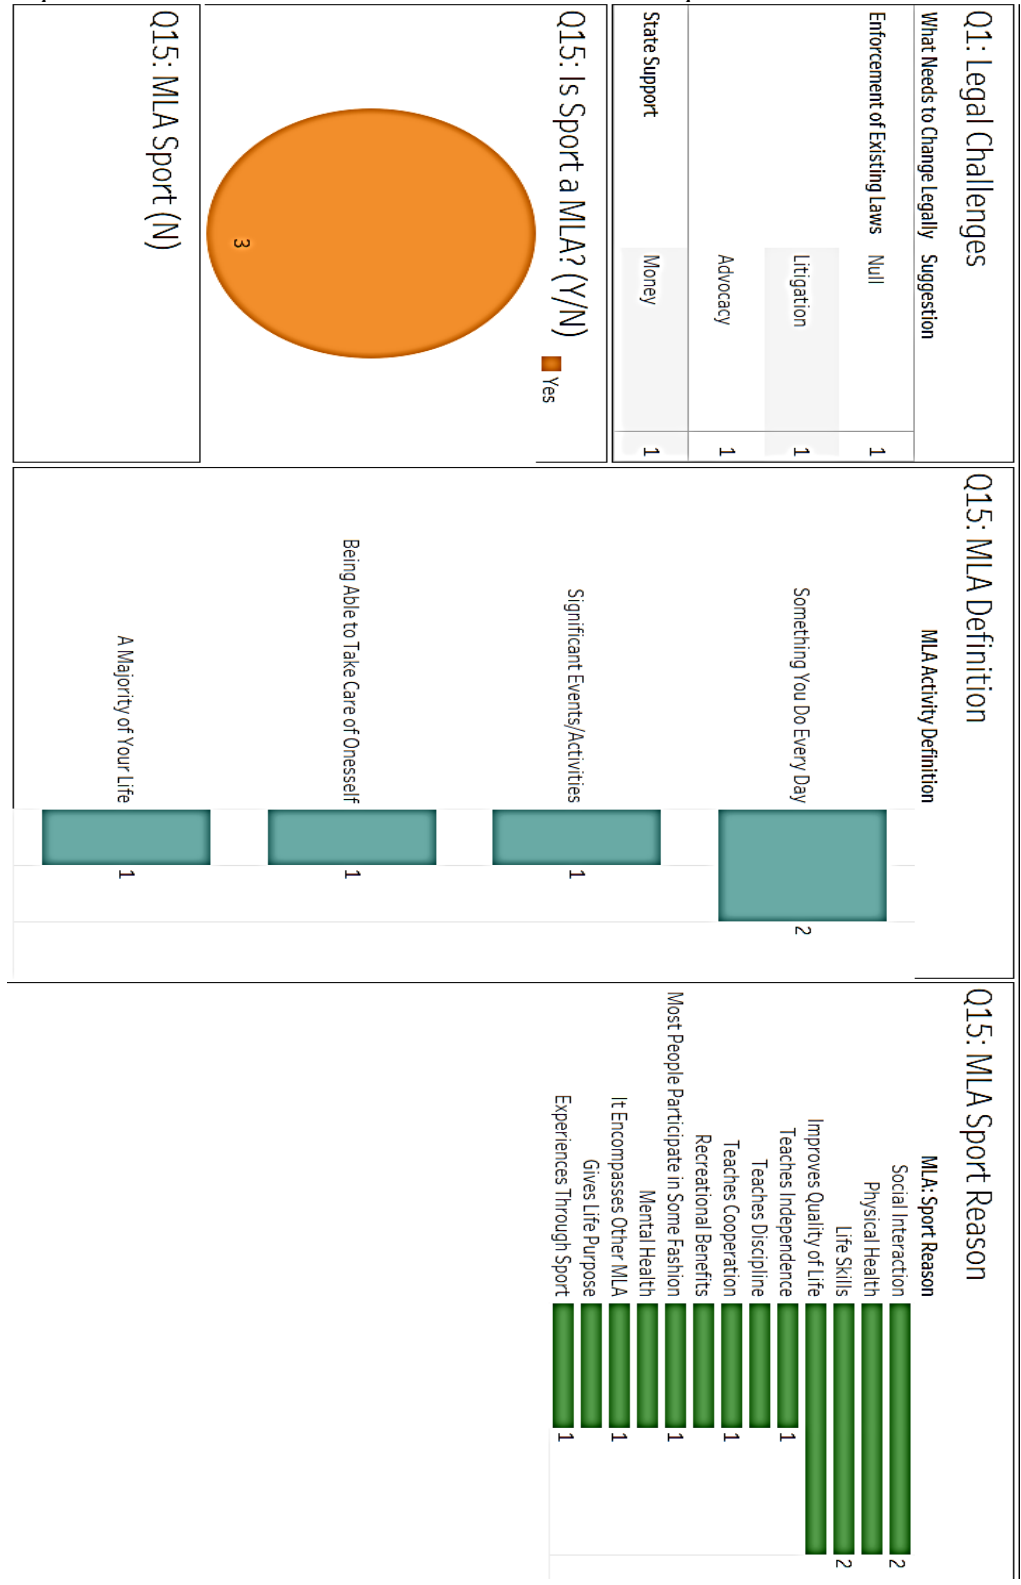 Q1: Legal Challenges
What Needs to Change Legally Suggestion
Enforcement of Existing Laws Null 1
Litigation 1
Advocacy 1
State Support Money 1
Q15: Is Sport a MLA? (Y/N)
Yes
3
Q15: MLA Sport (N)
Q15: MLA Definition
MLA Activity Definition
Something You Do Every Day 2
Significant Events/Activities 1
Being Able to Take Care of Onesself 1
A Majority of Your Life 1
Q15: MLA Sport Reason
MLA: Sport Reason
Social Interaction 2
Physical Health
Life Skills 2
Improves Quality of Life
Teaches Independence 1
Teaches Discipline
Teaches Cooperation 1
Recreational Benefits
Most People Participate in Some Fashion 1
Mental Health
It Encompasses Other MLA 1
Gives Life Purpose
Experiences Through Sport 1